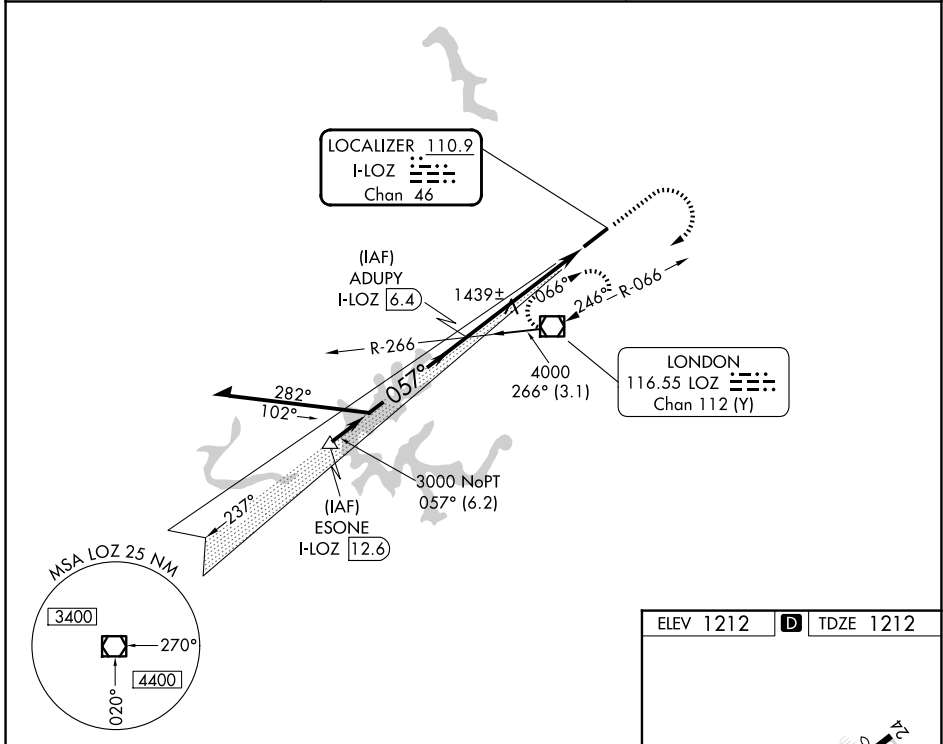 LOCALIZER 110.9
I-LOZ
Chan 46
(IAF)
ADUPY
I-LOZ 6.4
1439±
066°
246°
R-066
R-266
4000
266° (3.1)
LONDON
116.55 LOZ
Chan 112 (Y)
282°
102°
057°
3000 NoPT
057° (6.2)
237°
(IAF)
ESONE
I-LOZ 12.6
MSA LOZ 25 NM
3400
270°
4400
020°
ELEV 1212 D TDZE 1212
24